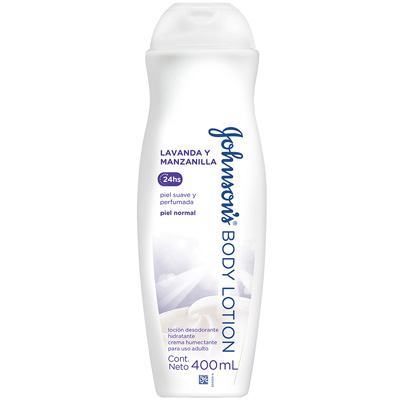 LAVANDA Y
MANZANILLA
24hs
piel suave y
perfumada
piel normal
Johnson's®
BODY LOTION
loción desodorante
hidratante
crema humectante
para uso adulto
Cont.
Neto 400mL